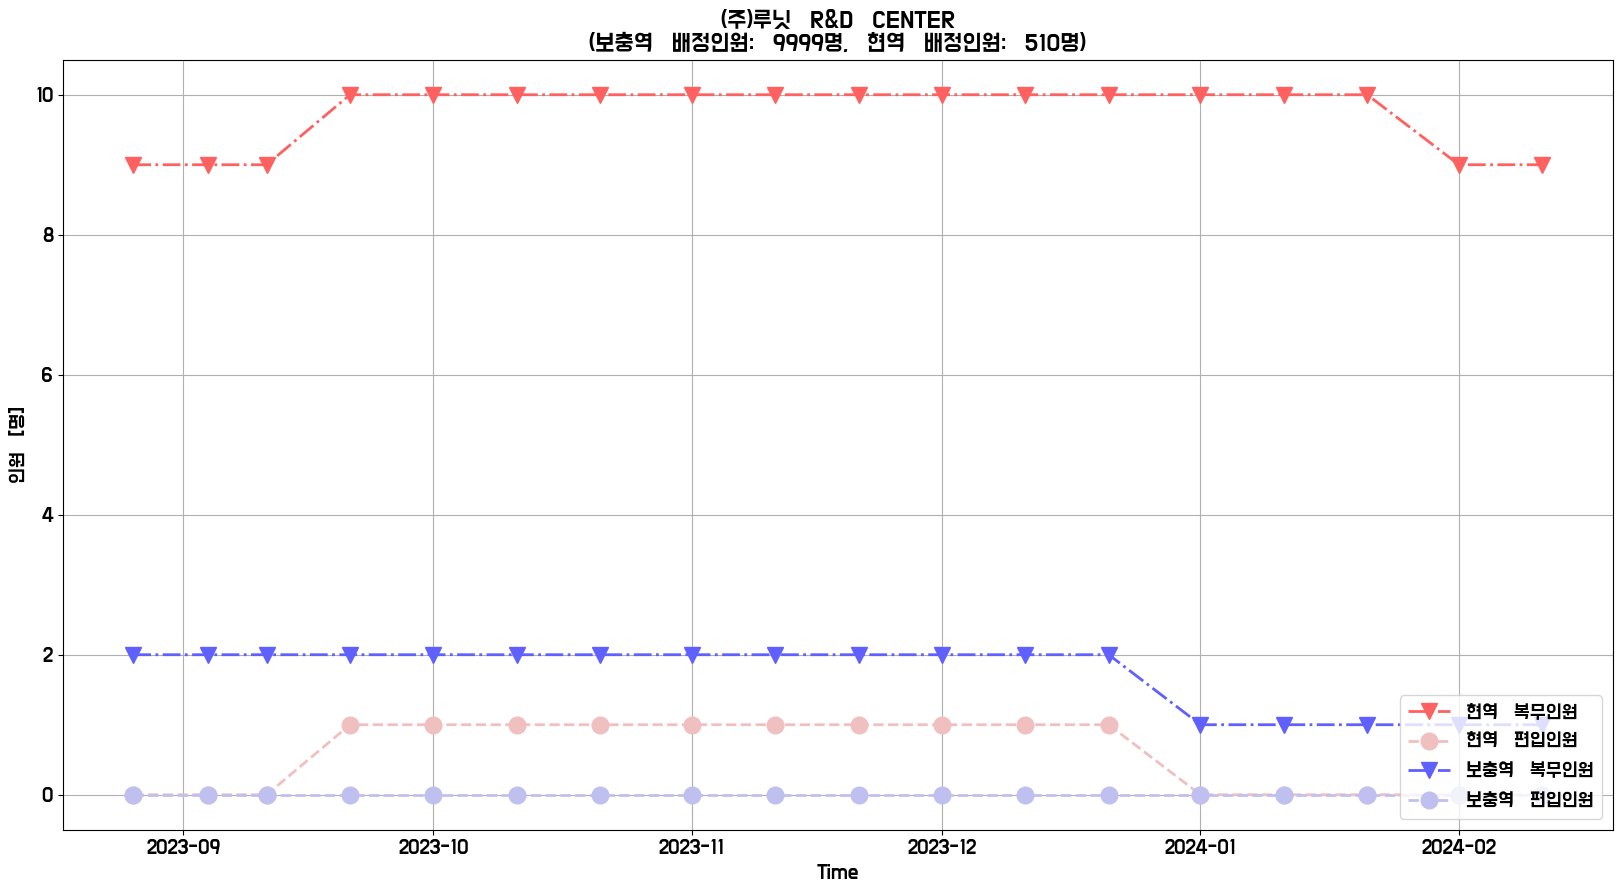 (주)루닛 R&D CENTER
(보충역 배정인원: 9999명, 현역 배정인원: 510명)
10
8
6
4
2
0
인원 [명]
2023-09 2023-10 2023-11 2023-12 2024-01 2024-02
Time
현역 복무인원
현역 편입인원
보충역 복무인원
보충역 편입인원